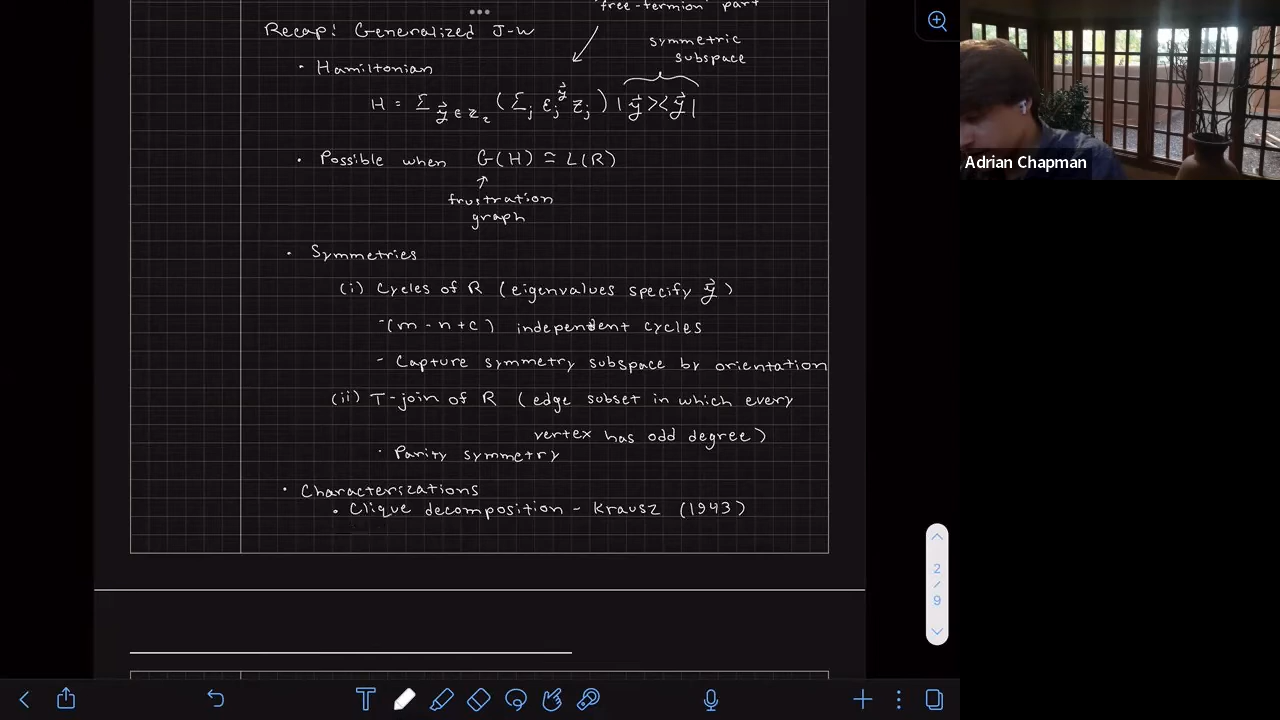 "free-fermion" part
Recap! Generalized J-W
symmetric
subspace
• Hamiltonian
H = Σ_{ỹ∈Z₂} (Σ_j ε_j^ỹ Z_j) |ỹ><ỹ|
• Possible when G(H) ≅ L(R)
↑
frustration
graph
• Symmetries
(i) Cycles of R (eigenvalues specify ỹ)
-(m-n+c) independent cycles
- Capture symmetry subspace by orientation
(ii) T-join of R (edge subset in which every
vertex has odd degree)
· Parity symmetry
• Characterizations
• Clique decomposition - Krausz (1943)
Adrian Chapman
2
/
9
T